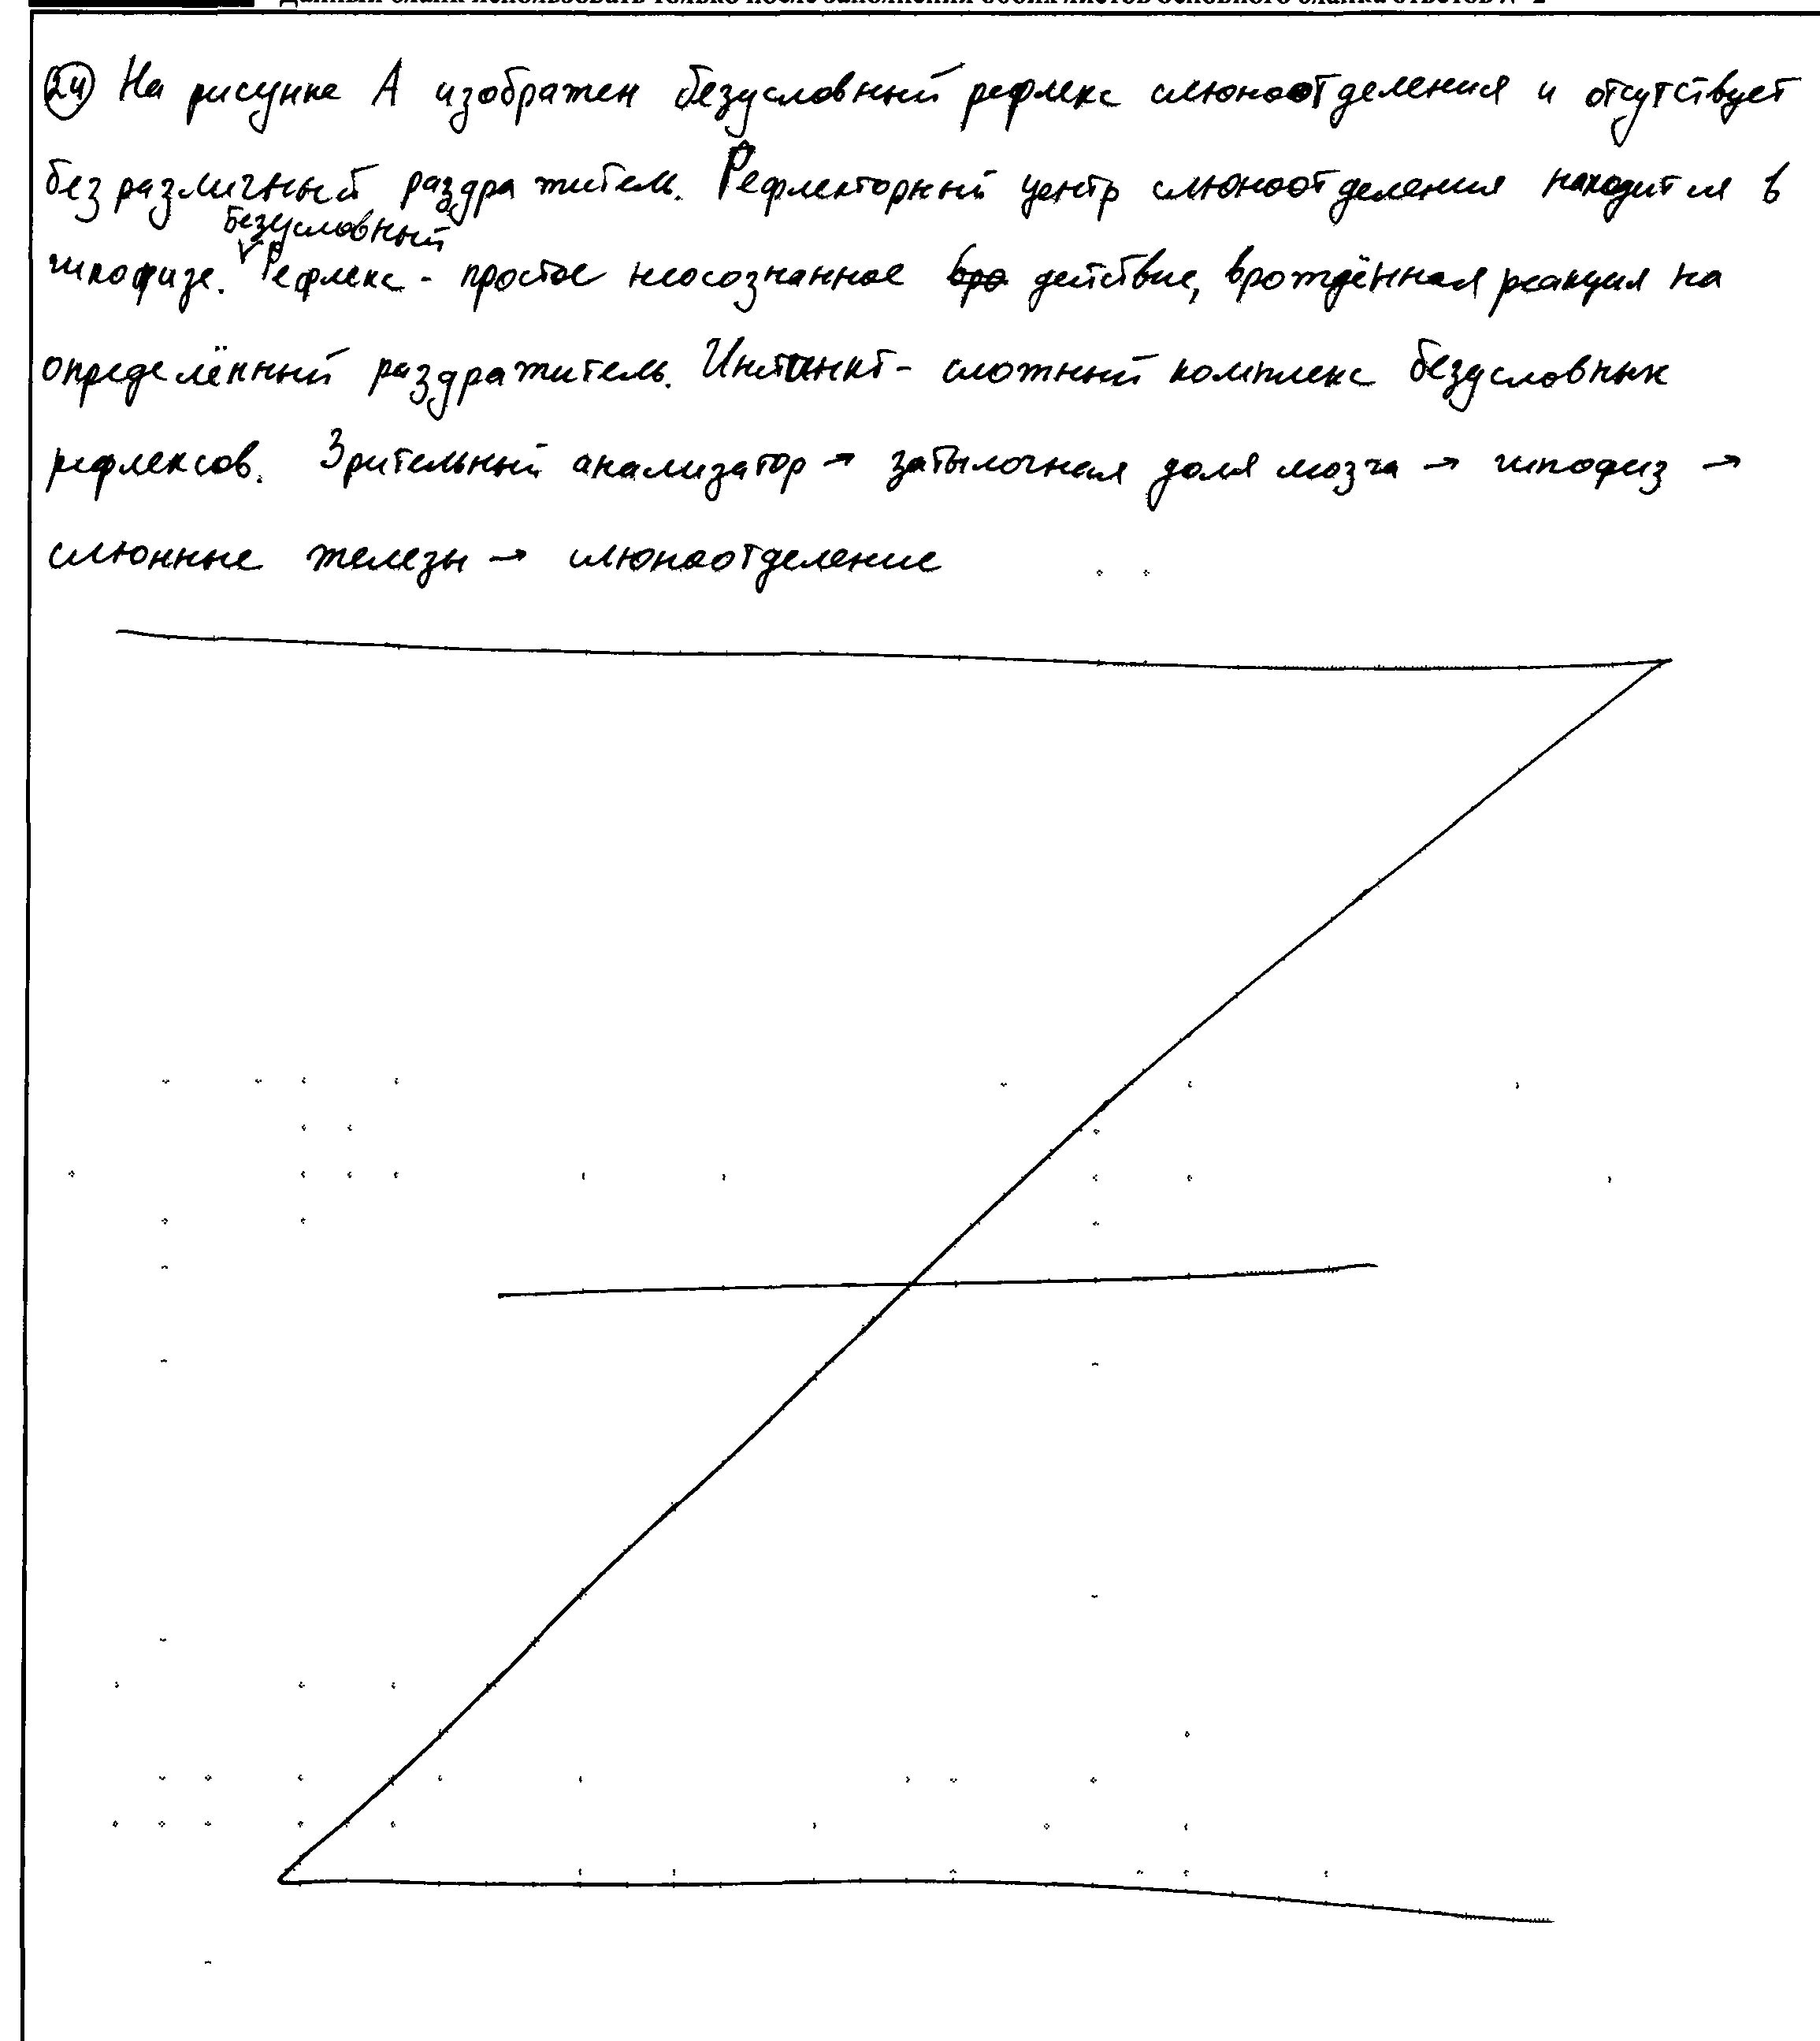 Данный бланк использовать только после заполнения обоих листов основного бланка ответов № 2
24 На рисунке А изображен безусловный рефлекс слюноотделения и отсутствует
безразличный раздражитель. Рефлекторный центр слюноотделения находится в
безусловный
гипофизе. Рефлекс - простое неосознанное вро действие, врождённая реакция на
определённый раздражитель. Инстинкт - сложный комплекс безусловных
рефлексов. Зрительный анализатор → затылочная доля мозга → гипофиз →
слюнные железы → слюноотделение